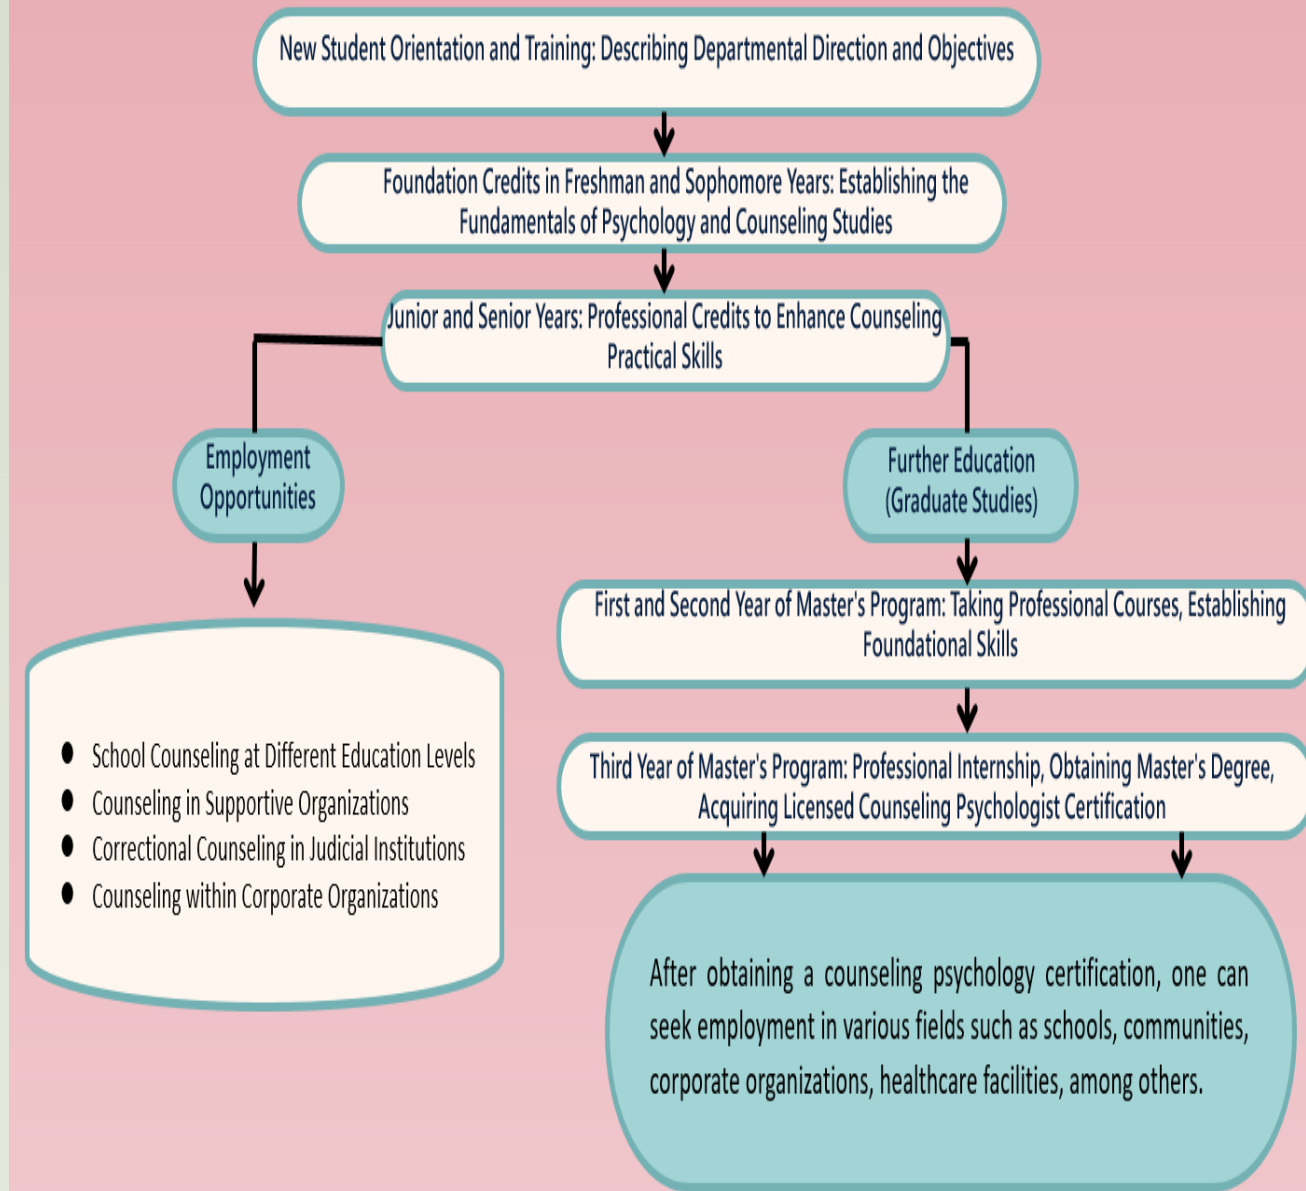 New Student Orientation and Training: Describing Departmental Direction and Objectives
Foundation Credits in Freshman and Sophomore Years: Establishing the
Fundamentals of Psychology and Counseling Studies
Junior and Senior Years: Professional Credits to Enhance Counseling
Practical Skills
Employment
Opportunities
● School Counseling at Different Education Levels
● Counseling in Supportive Organizations
● Correctional Counseling in Judicial Institutions
● Counseling within Corporate Organizations
Further Education
(Graduate Studies)
First and Second Year of Master's Program: Taking Professional Courses, Establishing
Foundational Skills
Third Year of Master's Program: Professional Internship, Obtaining Master's Degree,
Acquiring Licensed Counseling Psychologist Certification
After obtaining a counseling psychology certification, one can
seek employment in various fields such as schools, communities,
corporate organizations, healthcare facilities, among others.